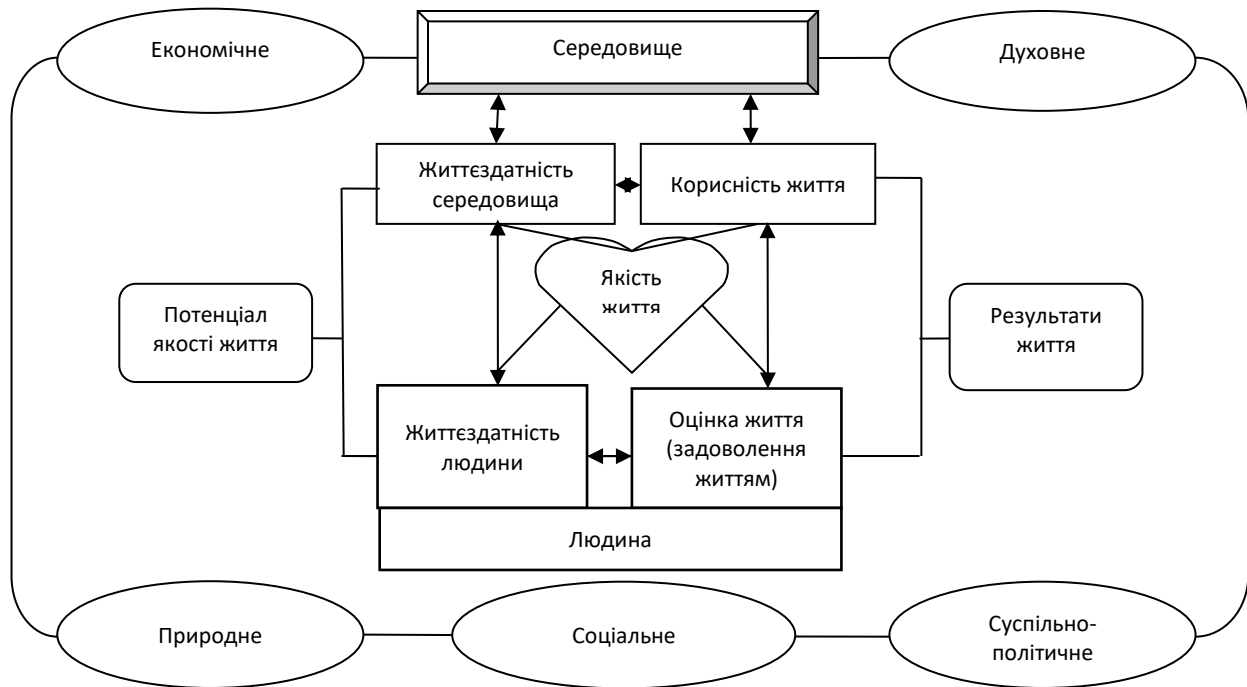 Економічне
Середовище
Духовне
Життєздатність
середовища
Корисність життя
Якість
життя
Потенціал
якості життя
Результати
життя
Життєздатність
людини
Оцінка життя
(задоволення
життям)
Людина
Природне
Соціальне
Суспільно-
політичне